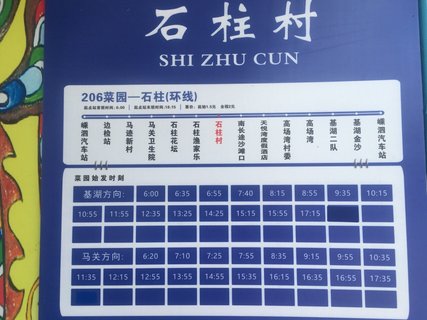 石柱村
SHI ZHU CUN
206菜园—石柱(环线)
嵊泗汽车站
边检站
马迹新村
马关卫生院
石柱花坛
石柱渔家乐
石柱村
南长途沙滩口
天悦湾度假酒店
高场湾村委
高场湾
基湖二队
基湖金沙
嵊泗汽车站
菜园始发时刻
基湖方向: 6:00 6:35 6:55 7:40 8:15 8:55 9:35 10:15
10:55 11:55 12:35 13:25 14:25 15:15 15:55 17:15
马关方向: 6:20 7:10 7:25 7:55 8:35 9:15 9:55 10:35
11:35 12:15 12:55 13:55 14:55 15:35 16:35 17:35